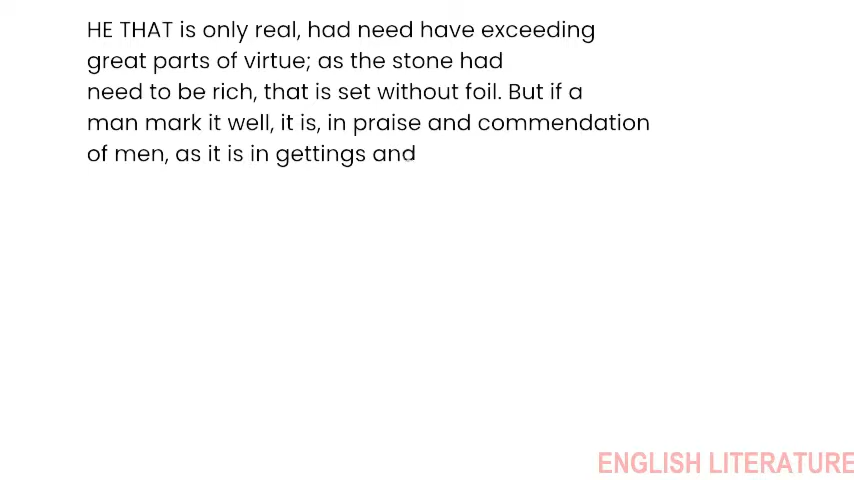 HE THAT is only real, had need have exceeding
great parts of virtue; as the stone had
need to be rich, that is set without foil. But if a
man mark it well, it is, in praise and commendation
of men, as it is in gettings and
ENGLISH LITERATURE